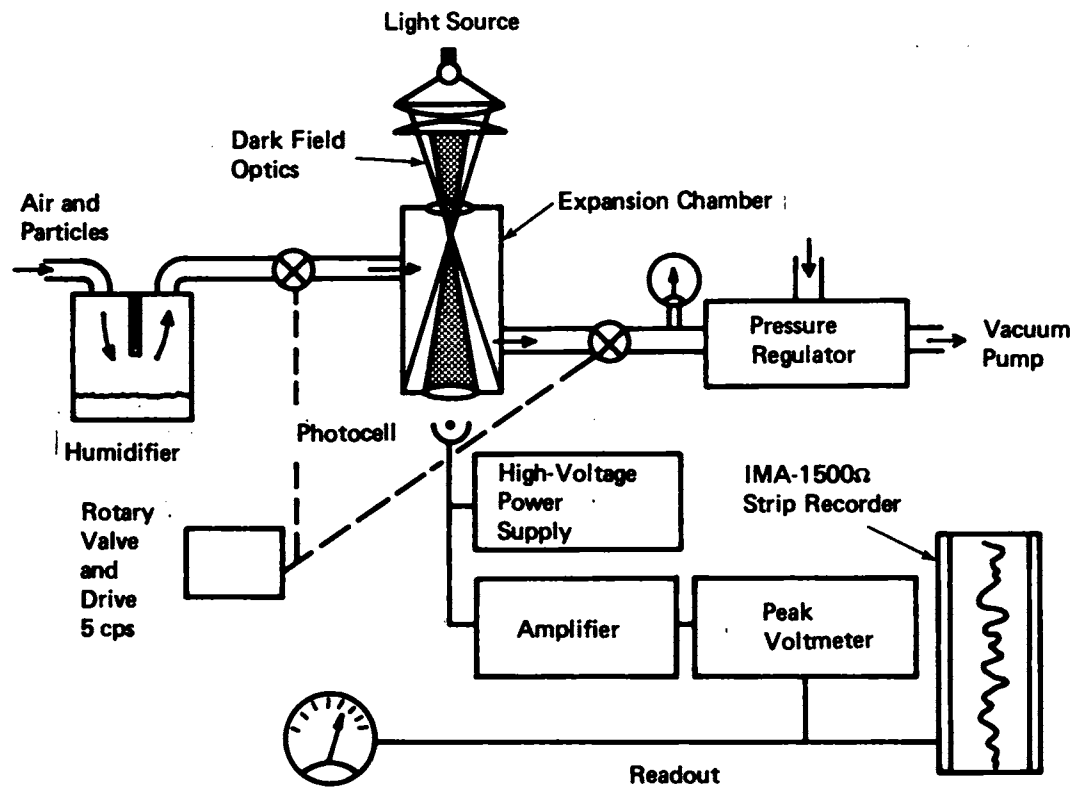 Light Source
Dark Field
Optics
Air and
Particles
Expansion Chamber
Pressure
Regulator
Vacuum
Pump
Humidifier
Photocell
High-Voltage
Power
Supply
IMA-1500Ω
Strip Recorder
Rotary
Valve
and
Drive
5 cps
Amplifier
Peak
Voltmeter
Readout